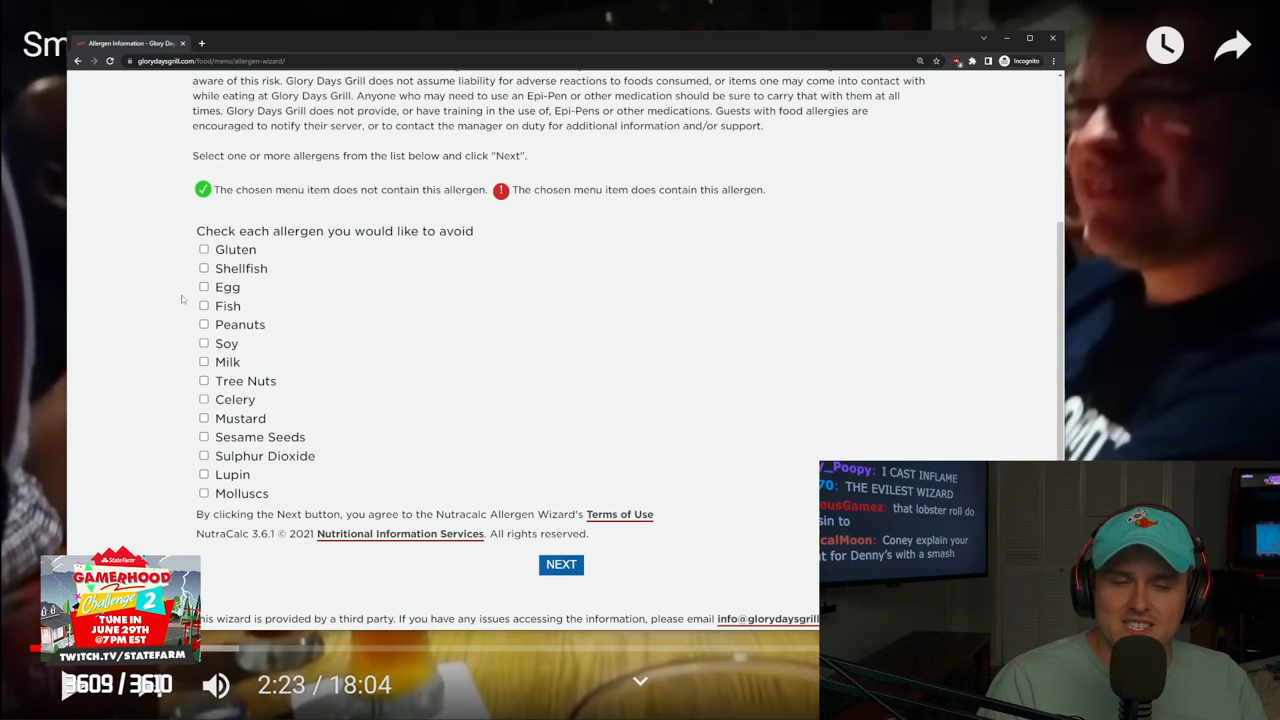 Sm
Allergen Information - Glory Da
Incognito
glorydaysgrill.com/food/menu/allergen-wizard/
aware of this risk. Glory Days Grill does not assume liability for adverse reactions to foods consumed, or items one may come into contact with
while eating at Glory Days Grill. Anyone who may need to use an Epi-Pen or other medication should be sure to carry that with them at all
times. Glory Days Grill does not provide, or have training in the use of, Epi-Pens or other medications. Guests with food allergies are
encouraged to notify their server, or to contact the manager on duty for additional information and/or support.
Select one or more allergens from the list below and click "Next".
The chosen menu item does not contain this allergen. The chosen menu item does contain this allergen.
Check each allergen you would like to avoid
Gluten
Shellfish
Egg
Fish
Peanuts
Soy
Milk
Tree Nuts
Celery
Mustard
Sesame Seeds
Sulphur Dioxide
Lupin
Molluscs
By clicking the Next button, you agree to the Nutracalc Allergen Wizard's Terms of Use
NutraCalc 3.6.1 © 2021 Nutritional Information Services. All rights reserved.
NEXT
his wizard is provided by a third party. If you have any issues accessing the information, please email info@glorydaysgrill
StateFarm
GAMERHOOD
Challenge 2
TUNE IN
JUNE 29TH
@7PM EST
TWITCH.TV/STATEFARM
3609 / 3610
2:23 / 18:04
y_Poopy: I CAST INFLAME
70: THE EVILEST WIZARD
eusGamez: that lobster roll do
sin to
calMoon: Coney explain your
t for Denny's with a smash